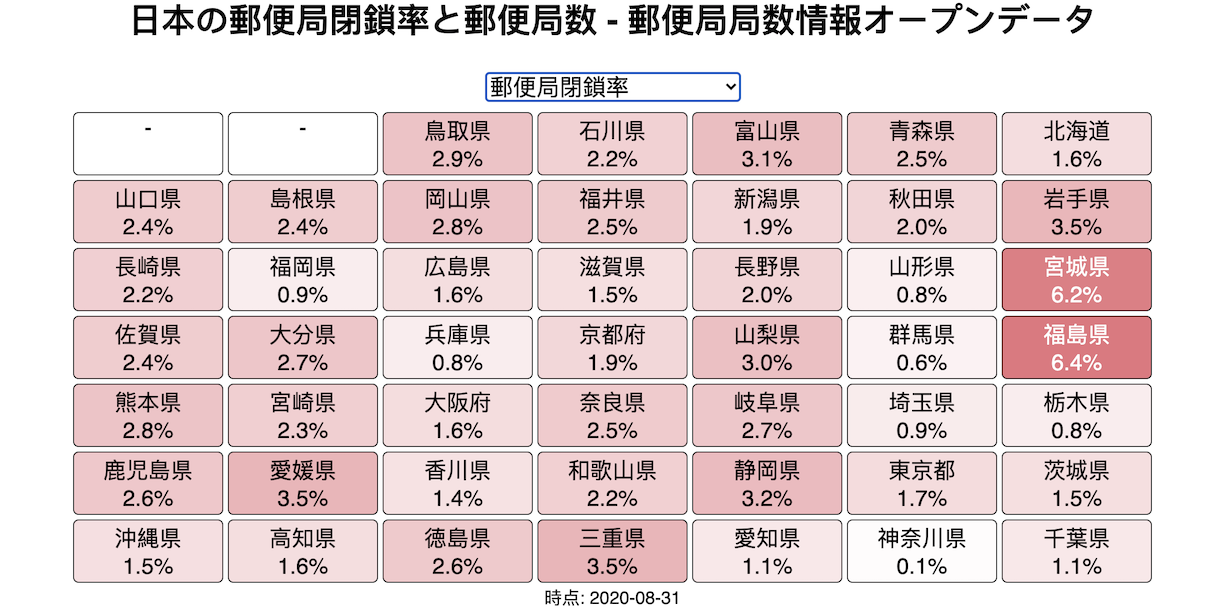 日本の郵便局閉鎖率と郵便局数 - 郵便局局数情報オープンデータ
郵便局閉鎖率
- - 鳥取県 石川県 富山県 青森県 北海道
2.9% 2.2% 3.1% 2.5% 1.6%
山口県 島根県 岡山県 福井県 新潟県 秋田県 岩手県
2.4% 2.4% 2.8% 2.5% 1.9% 2.0% 3.5%
長崎県 福岡県 広島県 滋賀県 長野県 山形県 宮城県
2.2% 0.9% 1.6% 1.5% 2.0% 0.8% 6.2%
佐賀県 大分県 兵庫県 京都府 山梨県 群馬県 福島県
2.4% 2.7% 0.8% 1.9% 3.0% 0.6% 6.4%
熊本県 宮崎県 大阪府 奈良県 岐阜県 埼玉県 栃木県
2.8% 2.3% 1.6% 2.5% 2.7% 0.9% 0.8%
鹿児島県 愛媛県 香川県 和歌山県 静岡県 東京都 茨城県
2.6% 3.5% 1.4% 2.2% 3.2% 1.7% 1.5%
沖縄県 高知県 徳島県 三重県 愛知県 神奈川県 千葉県
1.5% 1.6% 2.6% 3.5% 1.1% 0.1% 1.1%
時点: 2020-08-31